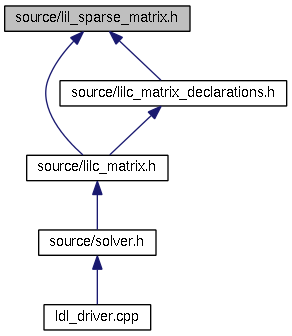 source/lil_sparse_matrix.h
source/lilc_matrix_declarations.h
source/lilc_matrix.h
source/solver.h
ldl_driver.cpp